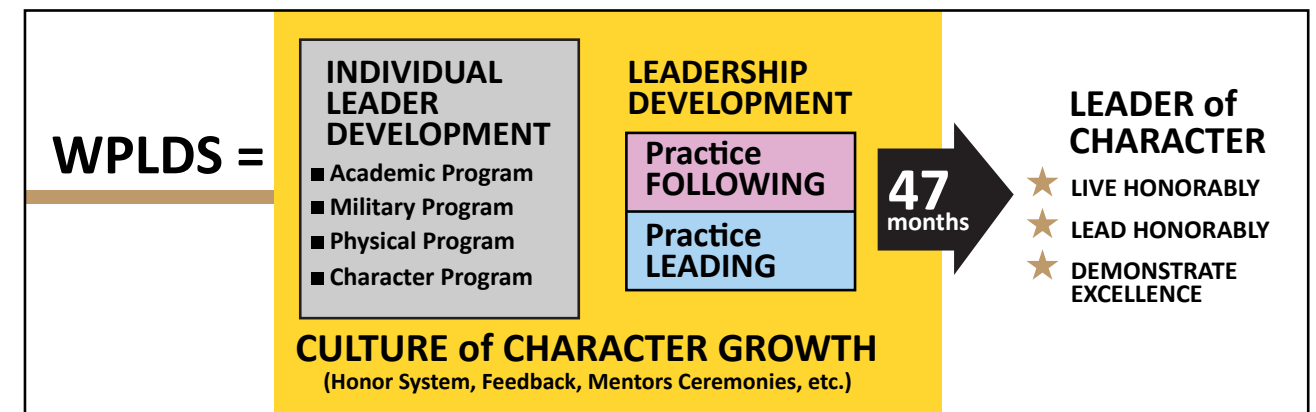 WPLDS =
INDIVIDUAL
LEADER
DEVELOPMENT
■ Academic Program
■ Military Program
■ Physical Program
■ Character Program
LEADERSHIP
DEVELOPMENT
Practice
FOLLOWING
Practice
LEADING
CULTURE of CHARACTER GROWTH
(Honor System, Feedback, Mentors Ceremonies, etc.)
47
months
LEADER of
CHARACTER
★ LIVE HONORABLY
★ LEAD HONORABLY
★ DEMONSTRATE
EXCELLENCE